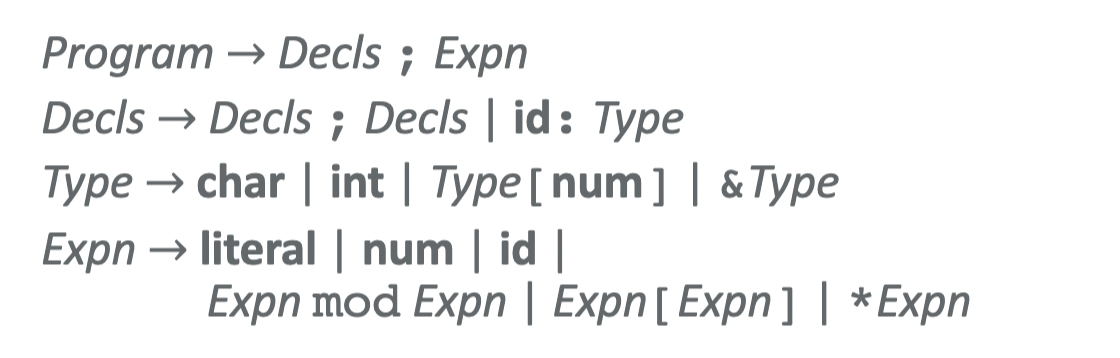 Program → Decls ; Expn
Decls → Decls ; Decls | id: Type
Type → char | int | Type[num] | &Type
Expn → literal | num | id |
Expn mod Expn | Expn[Expn] | *Expn